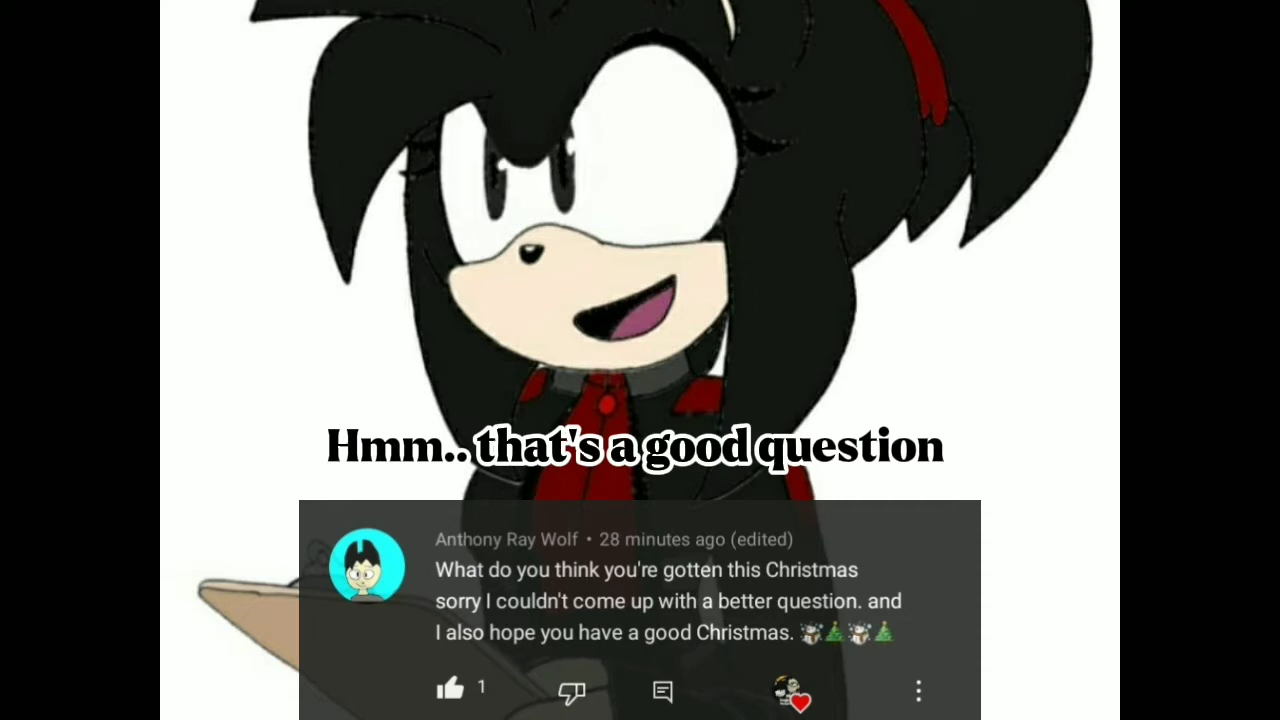 Hmm.. that's a good question
Anthony Ray Wolf • 28 minutes ago (edited)
What do you think you're gotten this Christmas
sorry I couldn't come up with a better question. and
I also hope you have a good Christmas. ☃️🎄☃️🎄
1